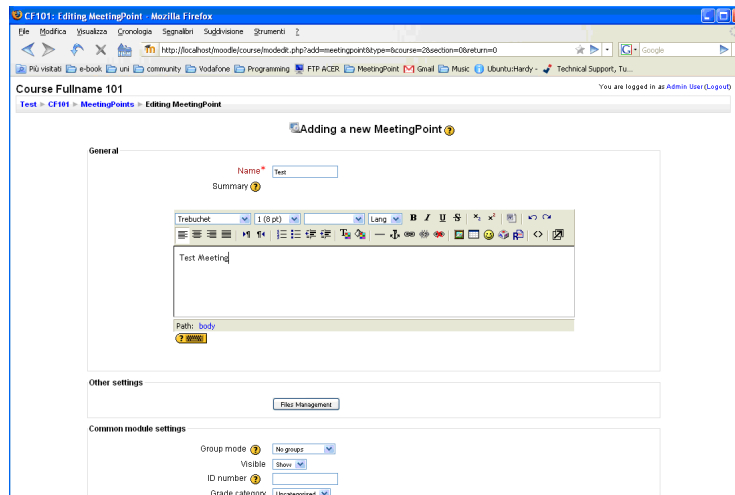 CF101: Editing MeetingPoint - Mozilla Firefox
File Modifica Visualizza Cronologia Segnalibri Suddivisione Strumenti ?
http://localhost/moodle/course/modedit.php?add=meetingpoint&type=&course=2&section=0&return=0 Google
Più visitati e-book uni community Vodafone Programming FTP ACER MeetingPoint Gmail Music Ubuntu:Hardy - Technical Support, Tu...
Course Fullname 101 You are logged in as Admin User (Logout)
Test ► CF101 ► MeetingPoints ► Editing MeetingPoint
Adding a new MeetingPoint
General
Name* Test
Summary
Trebuchet 1 (8 pt) Lang B I U S x₂ x²
Test Meeting
Path: body
Other settings
Files Management
Common module settings
Group mode No groups
Visible Show
ID number
Grade category Uncategorized